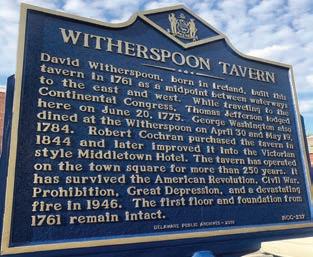 WITHERSPOON TAVERN
David Witherspoon, born in Ireland, built this
tavern in 1761 as a midpoint between waterways
to the east and west. While traveling to the
Continental Congress, Thomas Jefferson lodged
here on June 20, 1775. George Washington also
dined at the Witherspoon on April 30 and May 19,
1784. Robert Cochran purchased the tavern in
1844 and later improved it into the Victorian
style Middletown Hotel. The tavern has operated
on the town square for more than 250 years. It
has survived the American Revolution, Civil War,
Prohibition, Great Depression, and a devastating
fire in 1946. The first floor and foundation from
1761 remain intact.
DELAWARE PUBLIC ARCHIVES -
NCC-237